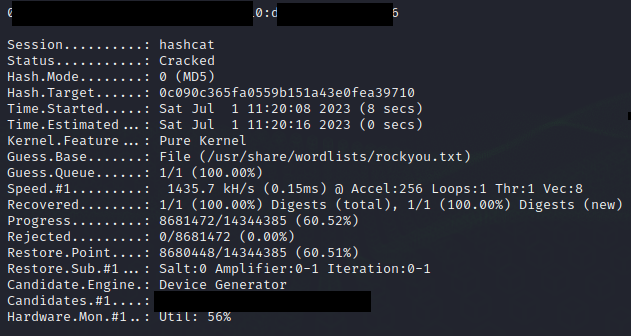 0:d 6
Session..........: hashcat
Status...........: Cracked
Hash.Mode........: 0 (MD5)
Hash.Target......: 0c090c365fa0559b151a43e0fea39710
Time.Started.....: Sat Jul  1 11:20:08 2023 (8 secs)
Time.Estimated...: Sat Jul  1 11:20:16 2023 (0 secs)
Kernel.Feature...: Pure Kernel
Guess.Base.......: File (/usr/share/wordlists/rockyou.txt)
Guess.Queue......: 1/1 (100.00%)
Speed.#1.........:  1435.7 kH/s (0.15ms) @ Accel:256 Loops:1 Thr:1 Vec:8
Recovered........: 1/1 (100.00%) Digests (total), 1/1 (100.00%) Digests (new)
Progress.........: 8681472/14344385 (60.52%)
Rejected.........: 0/8681472 (0.00%)
Restore.Point....: 8680448/14344385 (60.51%)
Restore.Sub.#1...: Salt:0 Amplifier:0-1 Iteration:0-1
Candidate.Engine.: Device Generator
Candidates.#1....:
Hardware.Mon.#1..: Util: 56%